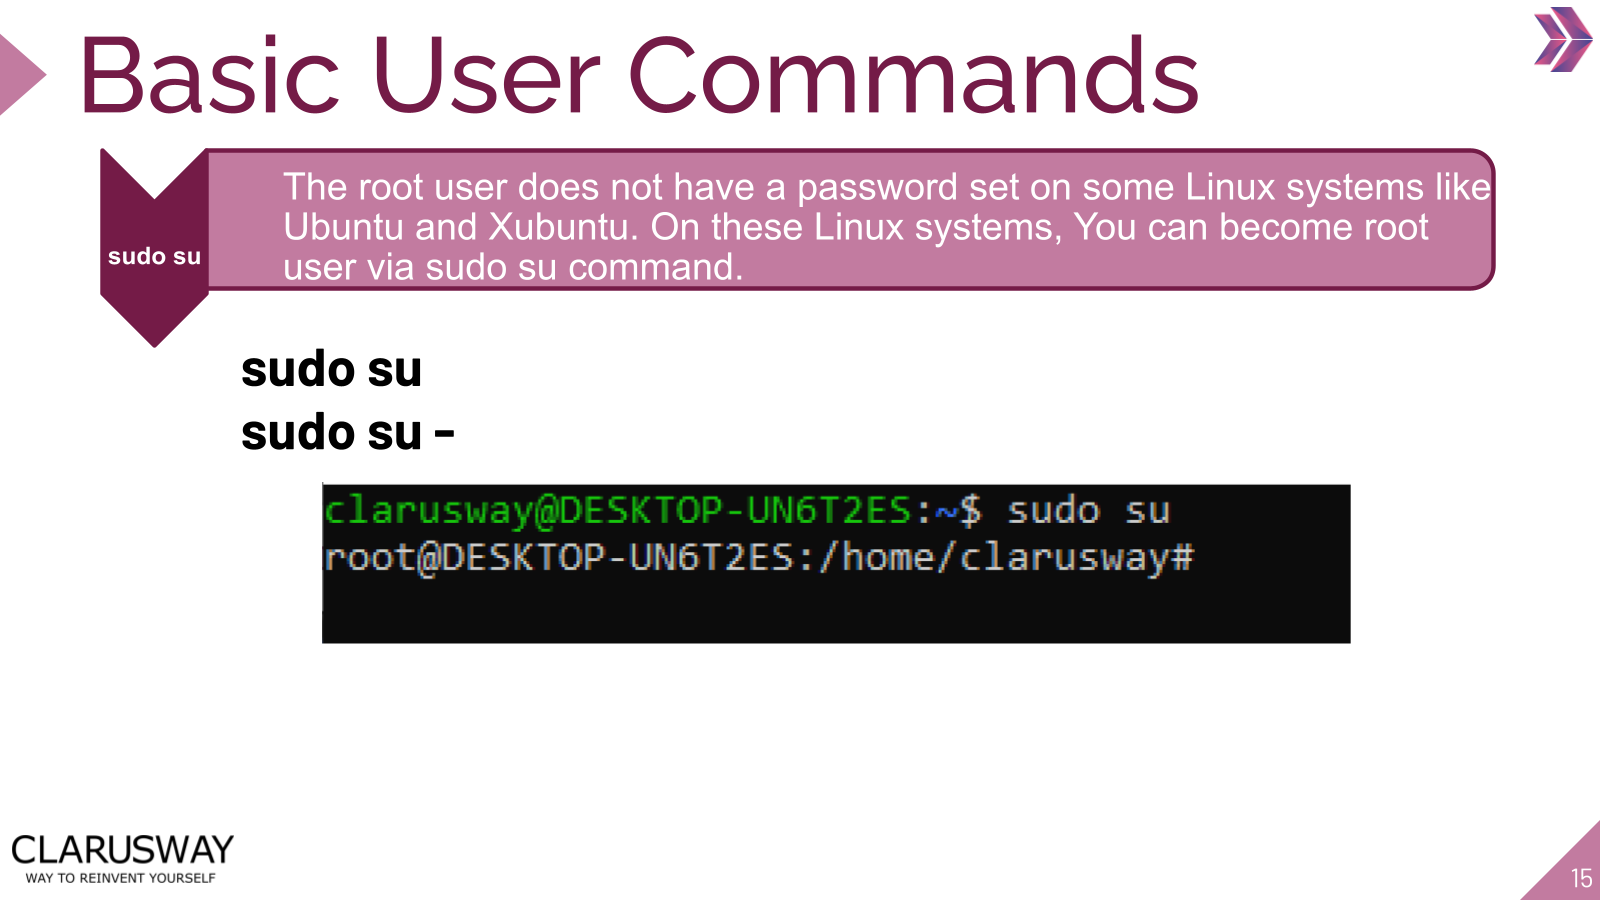 Basic User Commands
sudo su
The root user does not have a password set on some Linux systems like
Ubuntu and Xubuntu. On these Linux systems, You can become root
user via sudo su command.
sudo su
sudo su -
clarusway@DESKTOP-UN6T2ES:~$ sudo su
root@DESKTOP-UN6T2ES:/home/clarusway#
CLARUSWAY
WAY TO REINVENT YOURSELF
15